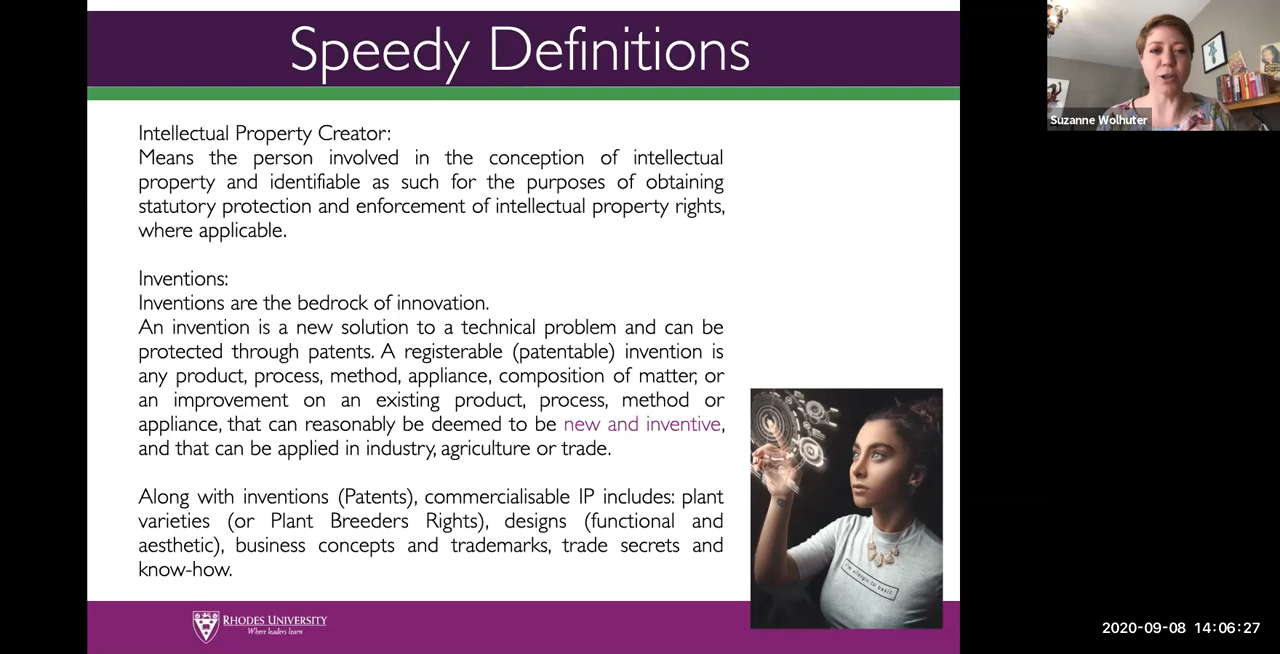 Speedy Definitions
Intellectual Property Creator:
Means the person involved in the conception of intellectual
property and identifiable as such for the purposes of obtaining
statutory protection and enforcement of intellectual property rights,
where applicable.
Inventions:
Inventions are the bedrock of innovation.
An invention is a new solution to a technical problem and can be
protected through patents. A registerable (patentable) invention is
any product, process, method, appliance, composition of matter, or
an improvement on an existing product, process, method or
appliance, that can reasonably be deemed to be new and inventive,
and that can be applied in industry, agriculture or trade.
Along with inventions (Patents), commercialisable IP includes: plant
varieties (or Plant Breeders Rights), designs (functional and
aesthetic), business concepts and trademarks, trade secrets and
know-how.
I'm allergic to
RHODES UNIVERSITY
Where leaders learn
Suzanne Wolhuter
2020-09-08 14:06:27